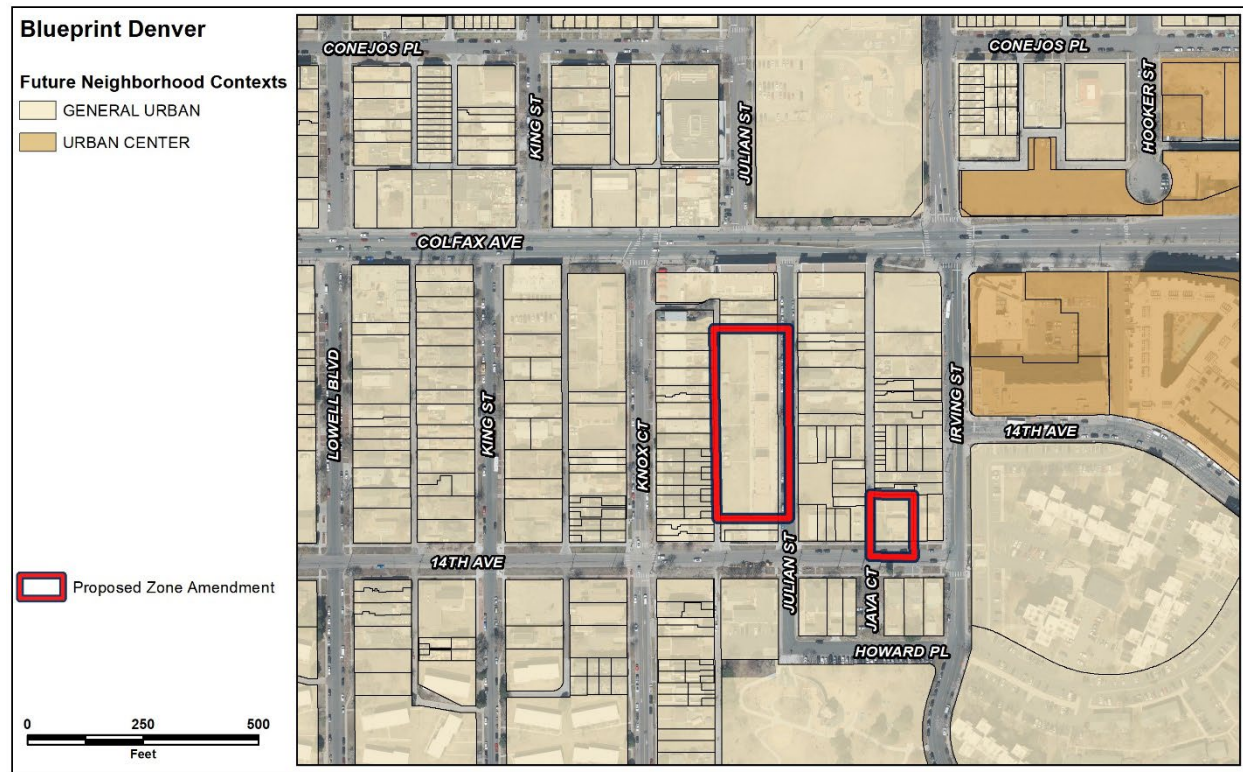 Blueprint Denver
Future Neighborhood Contexts
GENERAL URBAN
URBAN CENTER
Proposed Zone Amendment
0 250 500
Feet
CONEJOS PL
CONEJOS PL
KING ST
JULIAN ST
HOOKER ST
COLFAX AVE
LOWELL BLVD
KING ST
KNOX CT
IRVING ST
14TH AVE
14TH AVE
JULIAN ST
JAVA CT
HOWARD PL